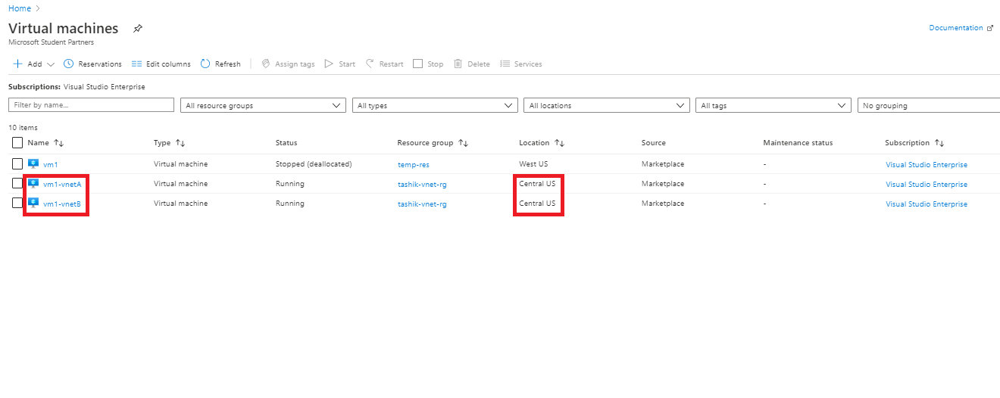 Home
Virtual machines
Documentation
Microsoft Student Partners
Add Reservations Edit columns Refresh Assign tags Start Restart Stop Delete Services
Subscriptions: Visual Studio Enterprise
Filter by name... All resource groups All types All locations All tags No grouping
10 items
Name Type Status Resource group Location Source Maintenance status Subscription
vm1 Virtual machine Stopped (deallocated) temp-res West US Marketplace - Visual Studio Enterprise
vm1-vnetA Virtual machine Running tashik-vnet-rg Central US Marketplace - Visual Studio Enterprise
vm1-vnetB Virtual machine Running tashik-vnet-rg Central US Marketplace - Visual Studio Enterprise